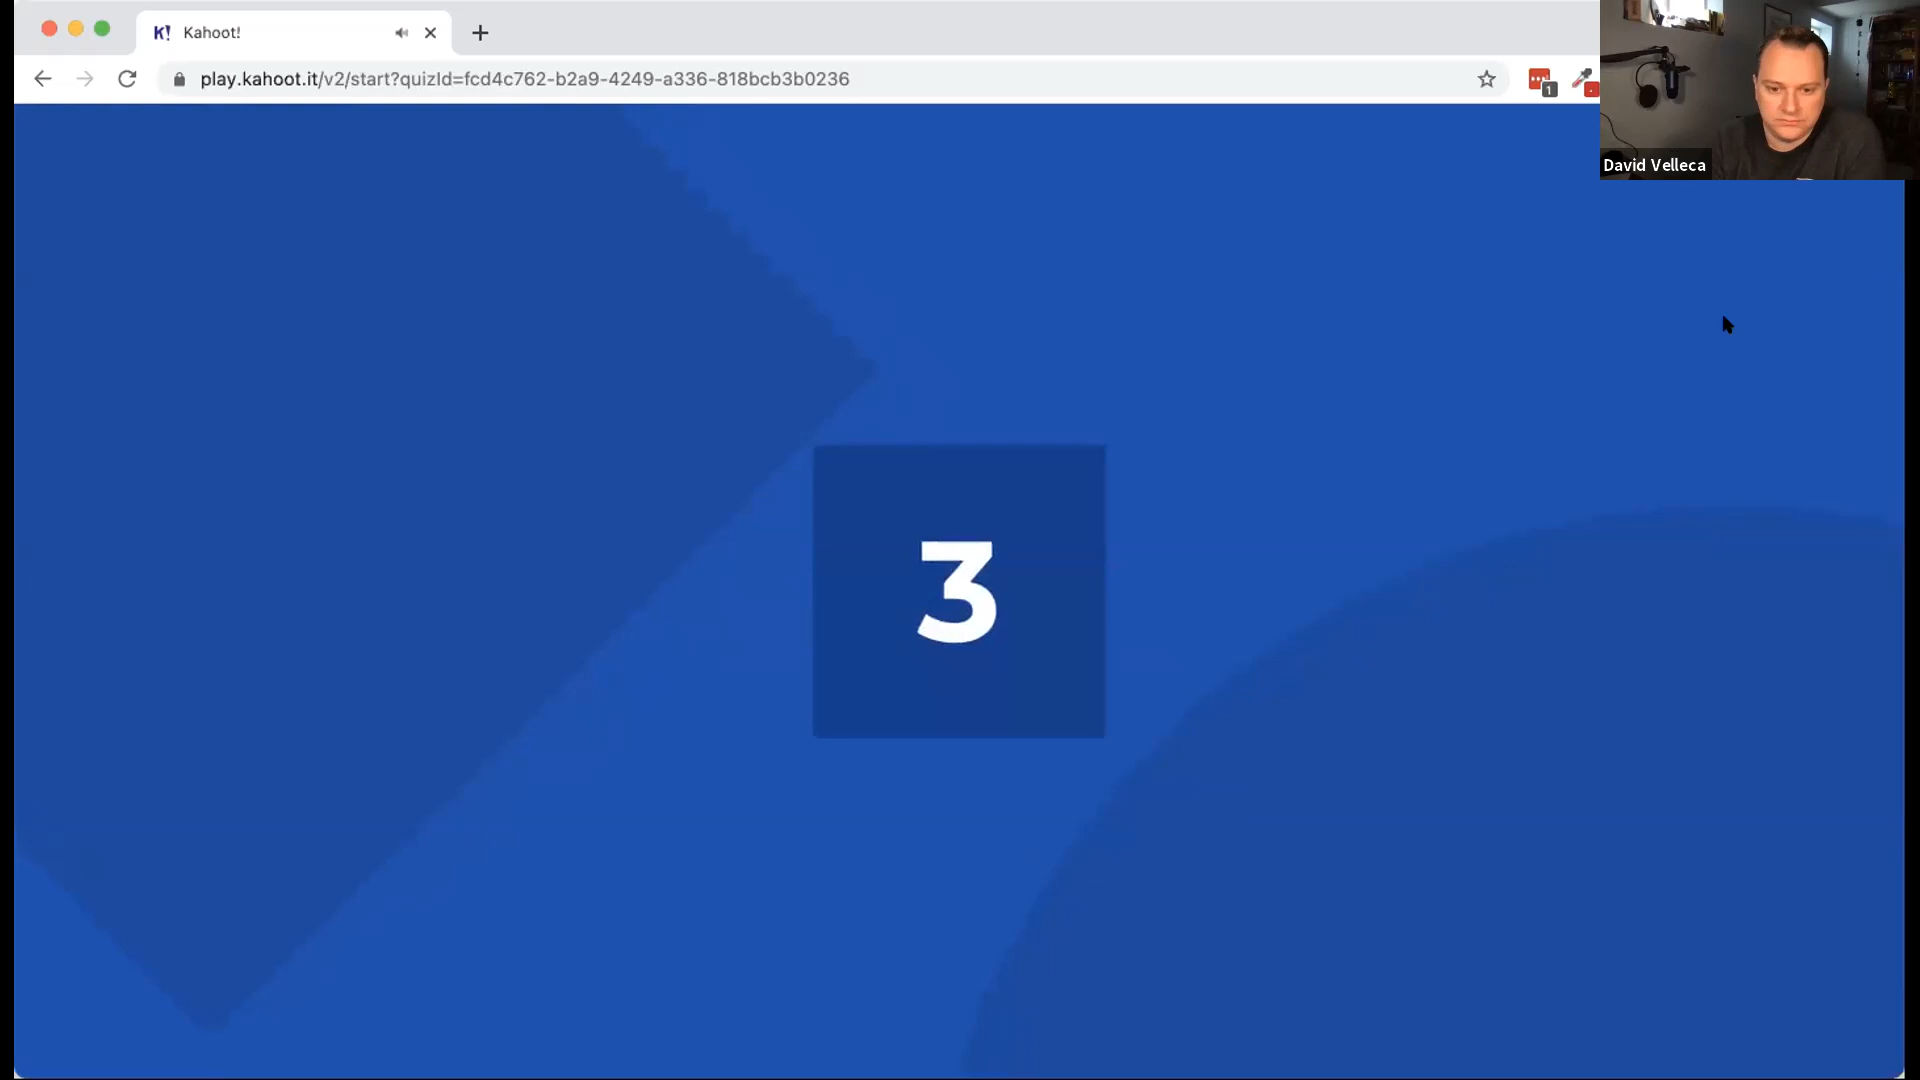 K! Kahoot!
play.kahoot.it/v2/start?quizId=fcd4c762-b2a9-4249-a336-818bcb3b0236
1
David Velleca
3